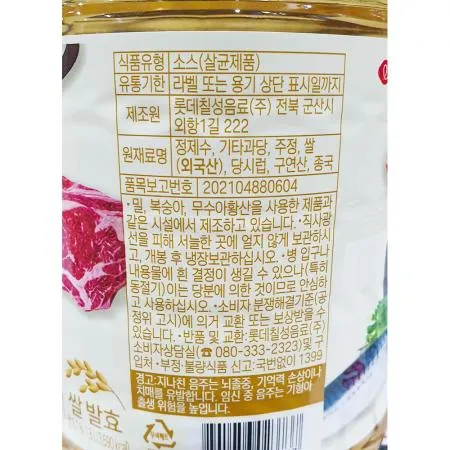 식품유형 소스(살균제품)
유통기한 라벨 또는 용기 상단 표시일까지
제조원 롯데칠성음료(주) 전북 군산시
외항1길 222
원재료명 정제수, 기타과당, 주정, 쌀
(외국산), 당시럽, 구연산, 종국
품목보고번호 202104880604
•밀, 복숭아, 무수아황산을 사용한 제품과
같은 시설에서 제조하고 있습니다. •직사광
선을 피해 서늘한 곳에 얼지 않게 보관하시
고, 개봉 후 냉장보관하십시오. •병 입구나
내용물에 흰 결정이 생길 수 있으나(특히
동절기) 이는 당분에 의한 것이므로 안심하
고 사용하십시오. •소비자 분쟁해결기준(공
정위 고시)에 의거 교환 또는 보상받을 수
있습니다. •반품 및 교환:롯데칠성음료(주)
소비자상담실(☎ 080-333-2323)및 구
입처 •부정·불량식품 신고:국번없이 1399
경고:지나친 음주는 뇌졸중, 기억력 손상이나
치매를 유발합니다. 임신 중 음주는 기형아
출생 위험을 높입니다.
쌀 발효